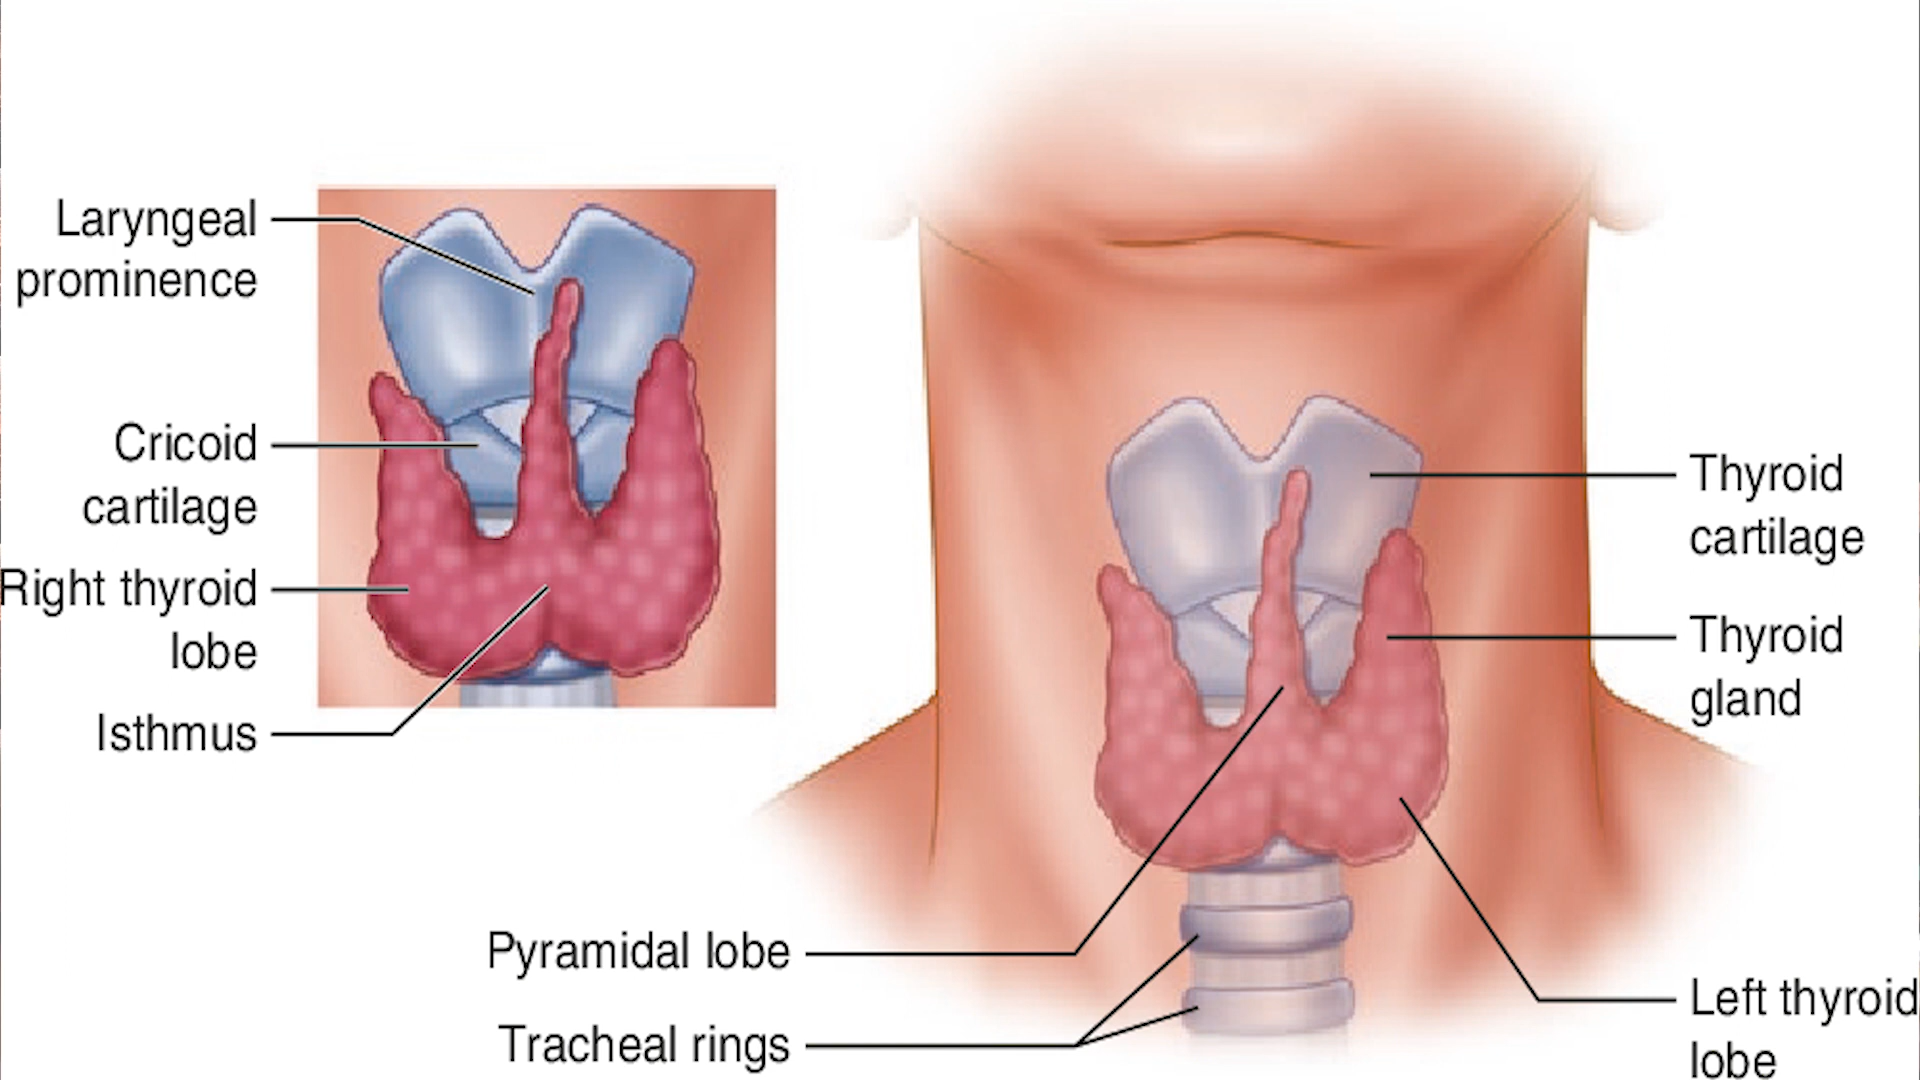 Laryngeal
prominence
Cricoid
cartilage
Right thyroid
lobe
Isthmus
Pyramidal lobe
Tracheal rings
Thyroid
cartilage
Thyroid
gland
Left thyroid
lobe